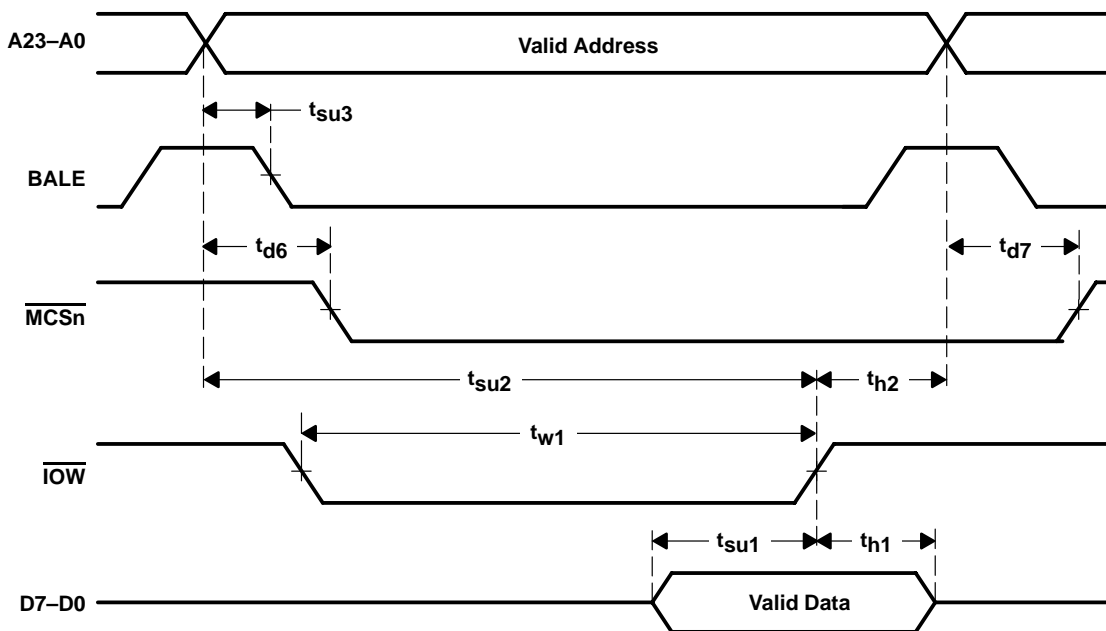 A23–A0
Valid Address
tsu3
BALE
td6
td7
MCSn
tsu2
th2
tw1
IOW
tsu1
th1
D7–D0
Valid Data